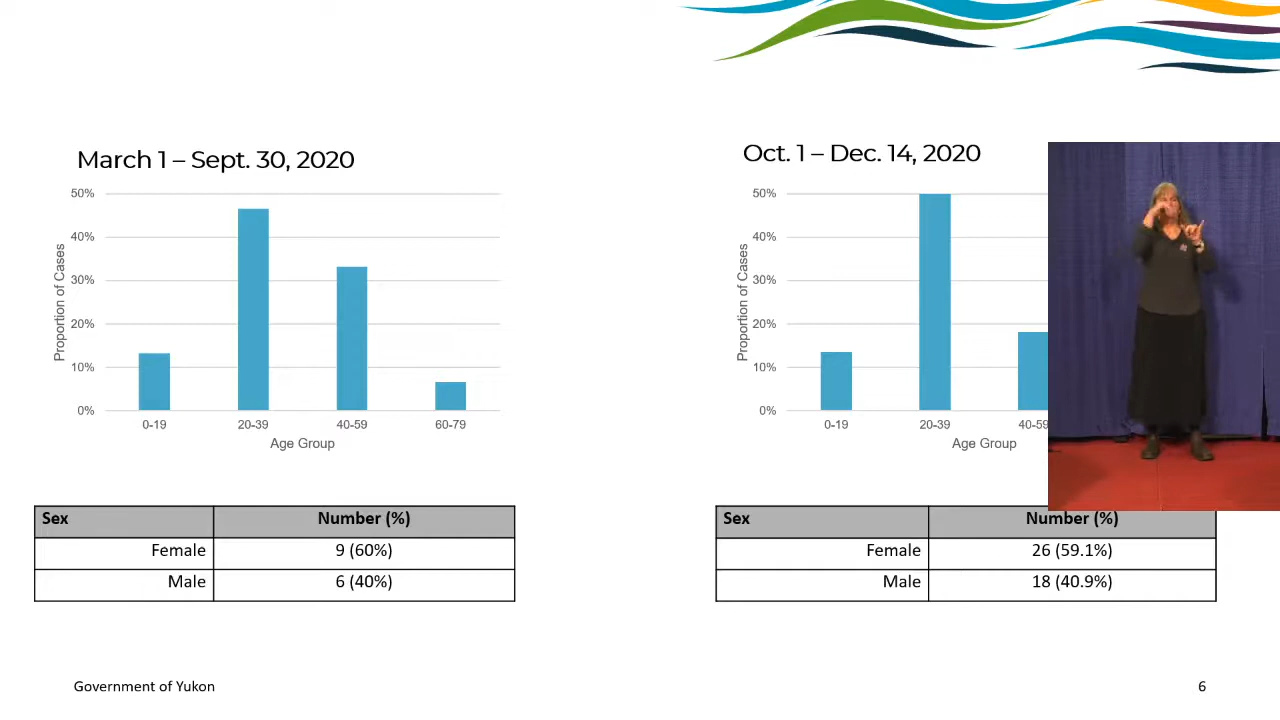 March 1 – Sept. 30, 2020
50%
40%
30%
20%
10%
0%
Proportion of Cases
0-19 20-39 40-59 60-79
Age Group
Sex Number (%)
Female 9 (60%)
Male 6 (40%)
Oct. 1 – Dec. 14, 2020
50%
40%
30%
20%
10%
0%
Proportion of Cases
0-19 20-39 40-59
Age Group
Sex Number (%)
Female 26 (59.1%)
Male 18 (40.9%)
Government of Yukon 6